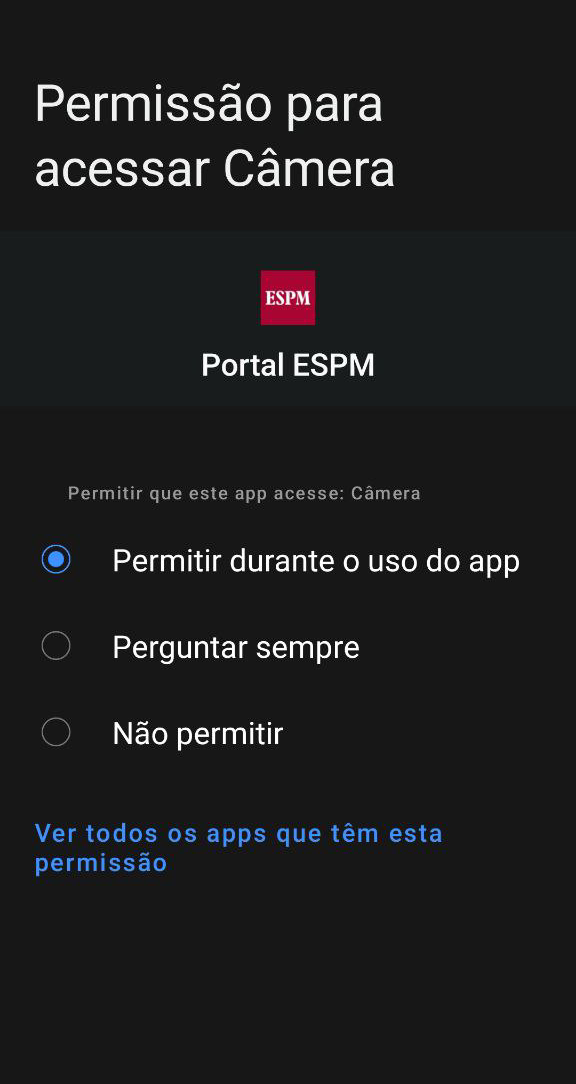 Permissão para
acessar Câmera
ESPM
Portal ESPM
Permitir que este app acesse: Câmera
Permitir durante o uso do app
Perguntar sempre
Não permitir
Ver todos os apps que têm esta
permissão